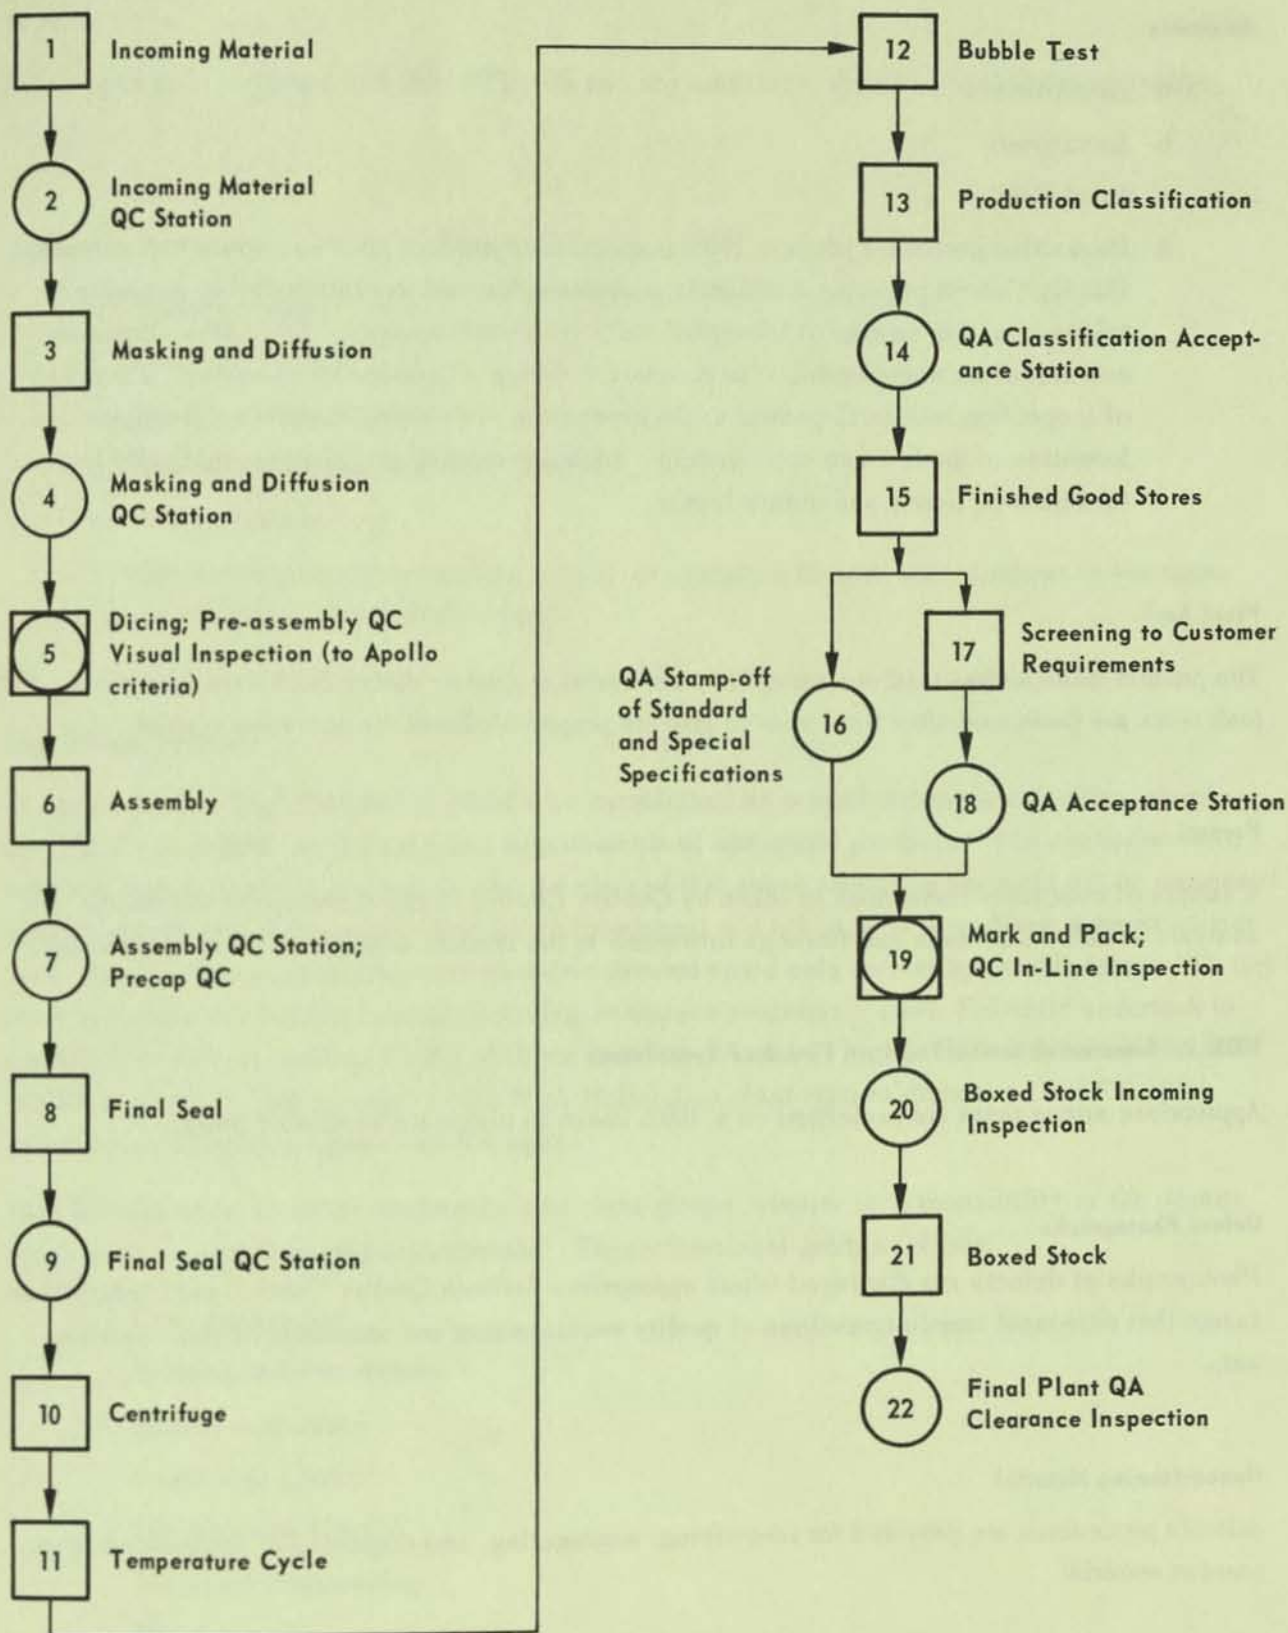 1 Incoming Material
2 Incoming Material
QC Station
3 Masking and Diffusion
4 Masking and Diffusion
QC Station
5 Dicing; Pre-assembly QC
Visual Inspection (to Apollo
criteria)
6 Assembly
7 Assembly QC Station;
Precap QC
8 Final Seal
9 Final Seal QC Station
10 Centrifuge
11 Temperature Cycle
12 Bubble Test
13 Production Classification
14 QA Classification Accept-
ance Station
15 Finished Good Stores
16 QA Stamp-off
of Standard
and Special
Specifications
17 Screening to Customer
Requirements
18 QA Acceptance Station
19 Mark and Pack;
QC In-Line Inspection
20 Boxed Stock Incoming
Inspection
21 Boxed Stock
22 Final Plant QA
Clearance Inspection